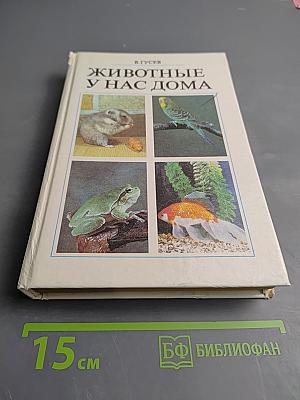 В. ГУСЕВ
ЖИВОТНЫЕ
У НАС ДОМА
15 см
БФ БИБЛИОФАН